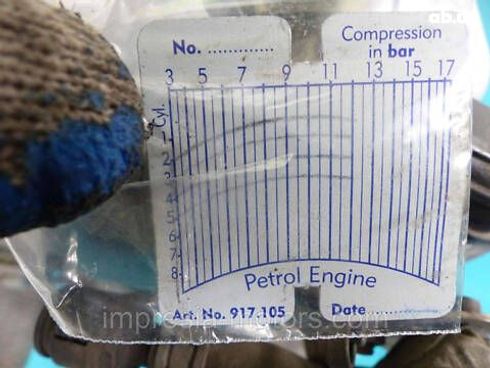 No. ............. Compression
in bar
3 5 7 9 11 13 15 17
Cyl.
1
2
3
4
5
6
7
8
Petrol Engine
Art. No. 917.105 Date